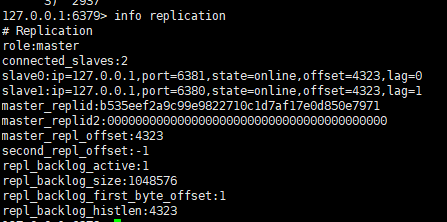 3) "2937"
127.0.0.1:6379> info replication
# Replication
role:master
connected_slaves:2
slave0:ip=127.0.0.1,port=6381,state=online,offset=4323,lag=0
slave1:ip=127.0.0.1,port=6380,state=online,offset=4323,lag=1
master_replid:b535eef2a9c99e9822710c1d7af17e0d850e7971
master_replid2:0000000000000000000000000000000000000000
master_repl_offset:4323
second_repl_offset:-1
repl_backlog_active:1
repl_backlog_size:1048576
repl_backlog_first_byte_offset:1
repl_backlog_histlen:4323